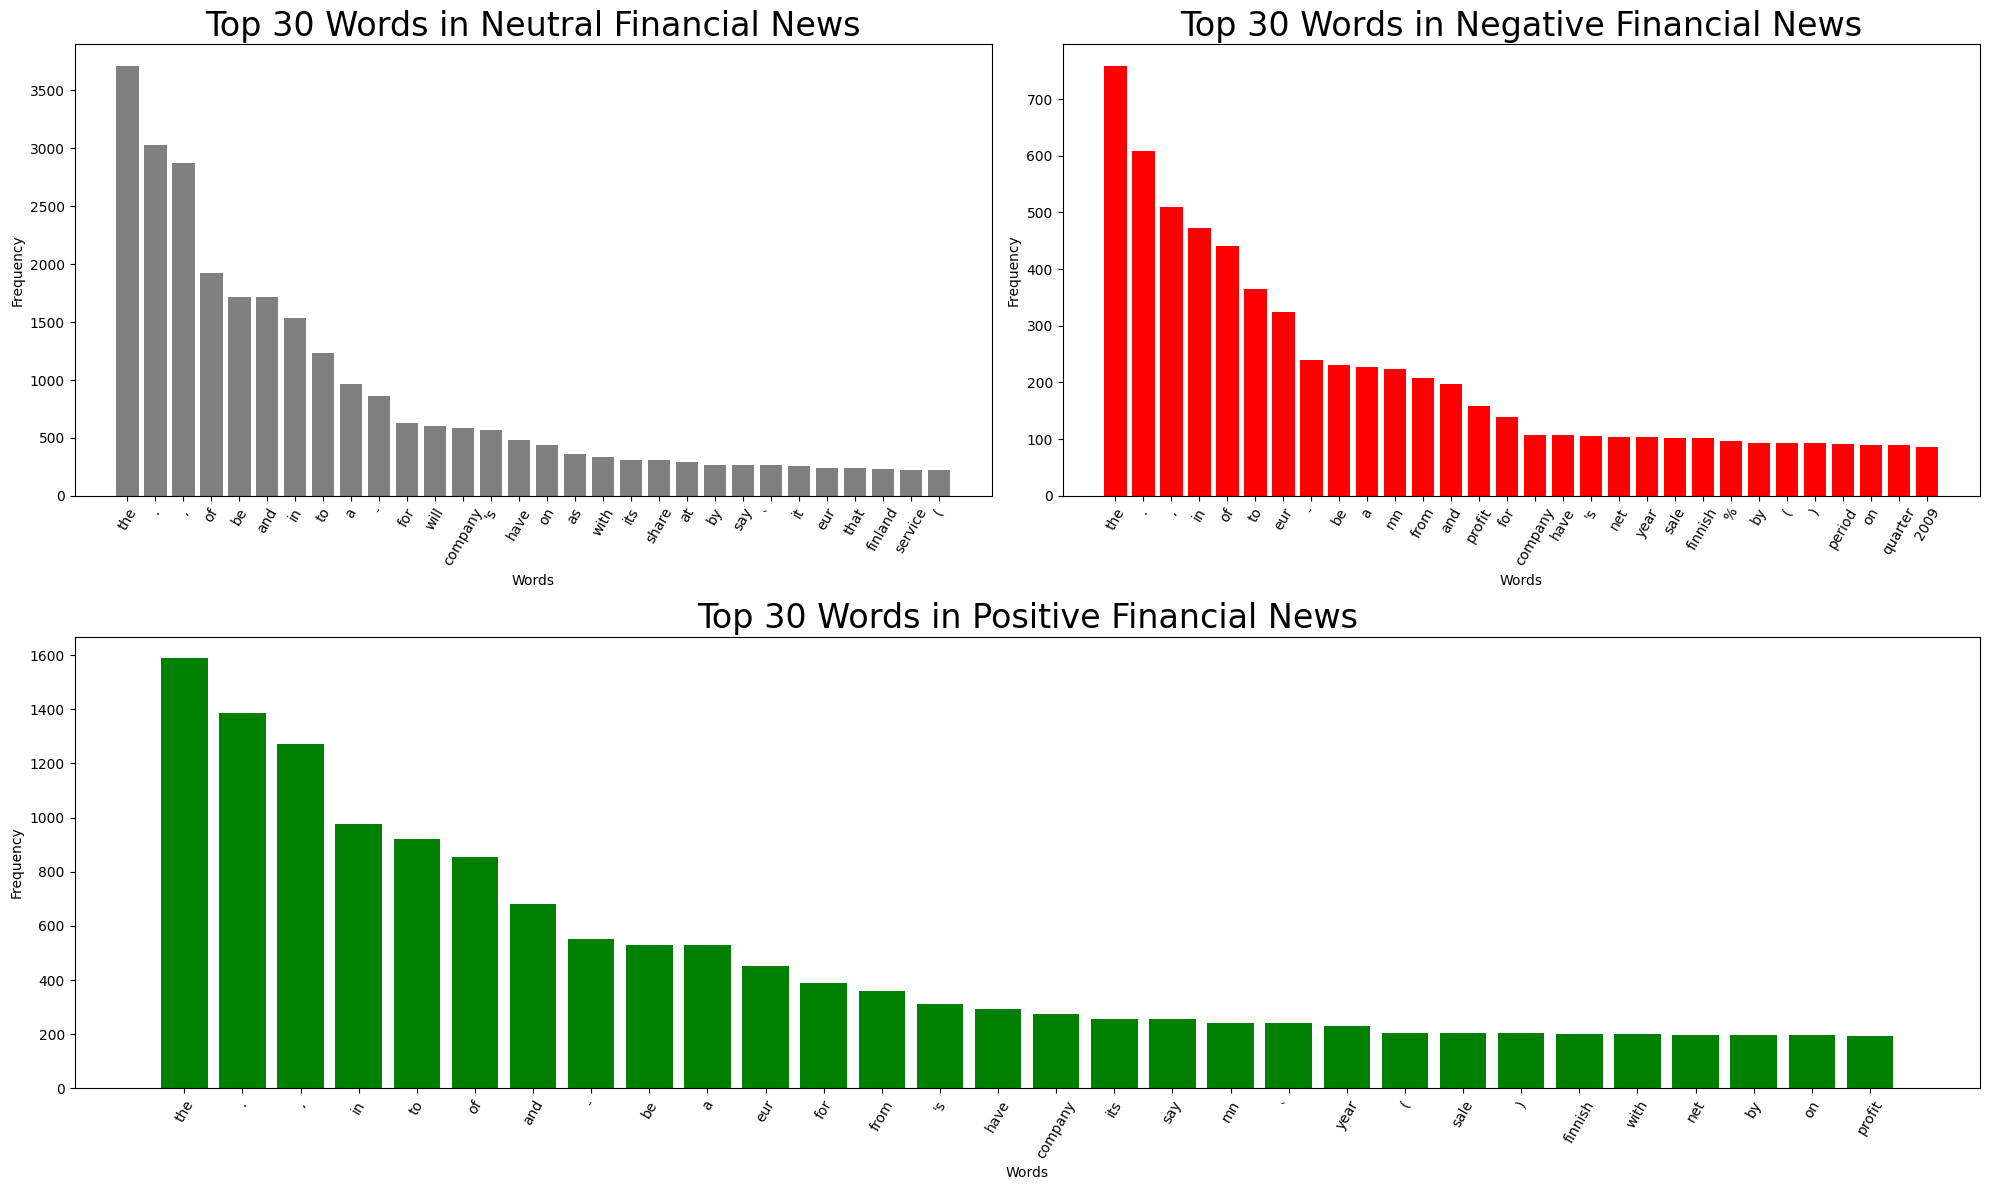 Top 30 Words in Neutral Financial News
Frequency
3500
3000
2500
2000
1500
1000
500
0
the . , of be and in to a - for will company 's have on as with its share at by say ` it eur that finland service (
Words
Top 30 Words in Negative Financial News
Frequency
700
600
500
400
300
200
100
0
the . , in of to eur - be a mn from and profit for company have 's net year sale finnish % by ( ) period on quarter 2009
Words
Top 30 Words in Positive Financial News
Frequency
1600
1400
1200
1000
800
600
400
200
0
the . , in to of and - be a eur for from 's have company its say mn ` year ( sale ) finnish with net by on profit
Words